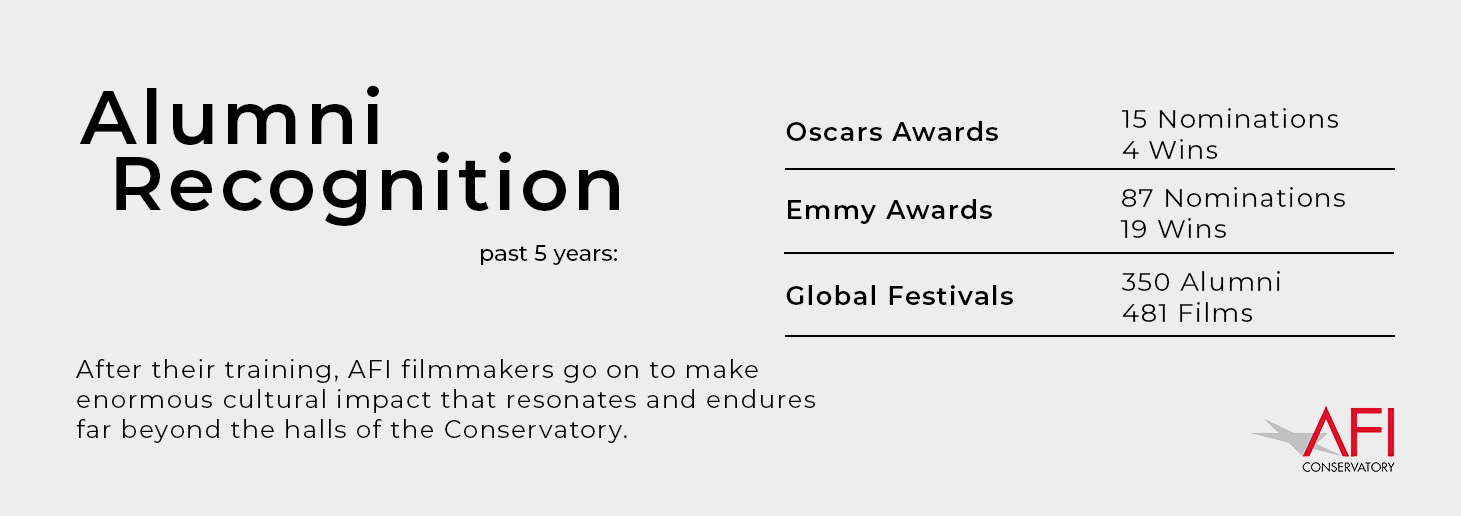 Alumni
Recognition
past 5 years:
After their training, AFI filmmakers go on to make
enormous cultural impact that resonates and endures
far beyond the halls of the Conservatory.
Oscars Awards
15 Nominations
4 Wins
Emmy Awards
87 Nominations
19 Wins
Global Festivals
350 Alumni
481 Films
AFI
CONSERVATORY